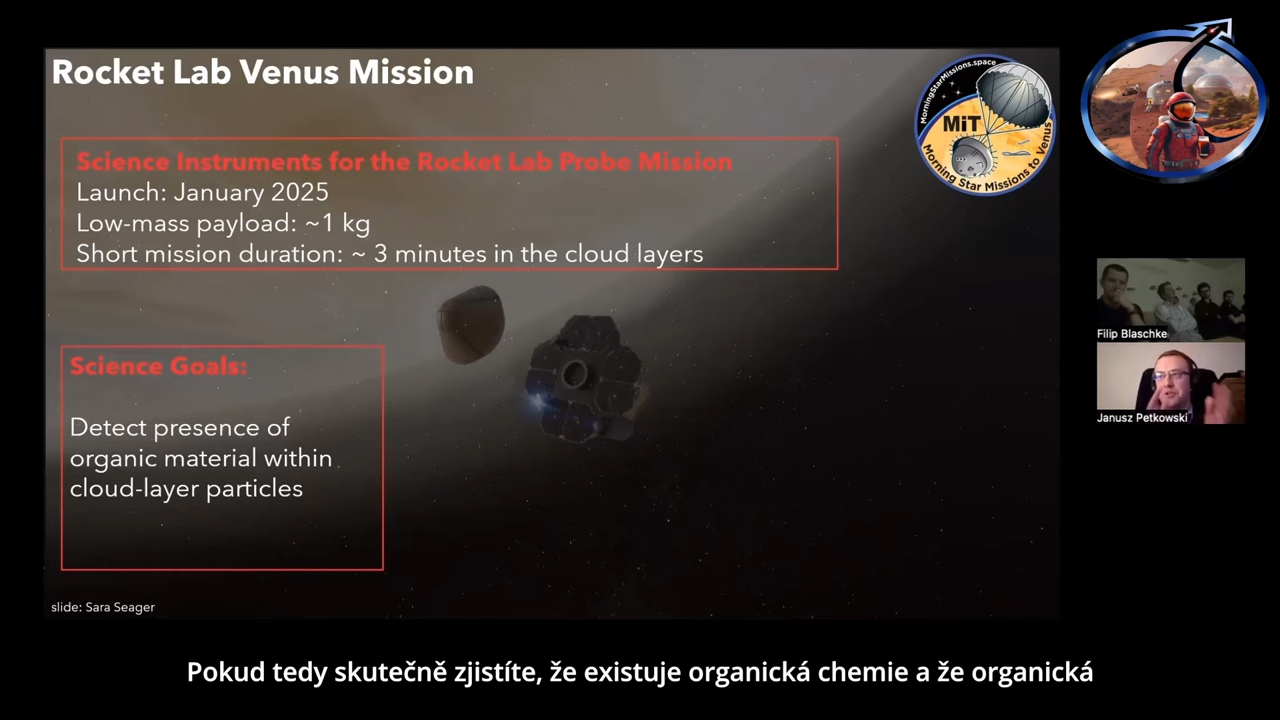 Rocket Lab Venus Mission
MorningStarMissions.space
MiT
Morning Star Missions to Venus
Science Instruments for the Rocket Lab Probe Mission
Launch: January 2025
Low-mass payload: ~1 kg
Short mission duration: ~ 3 minutes in the cloud layers
Science Goals:
Detect presence of
organic material within
cloud-layer particles
slide: Sara Seager
Filip Blaschke
Janusz Petkowski
Pokud tedy skutečně zjistíte, že existuje organická chemie a že organická